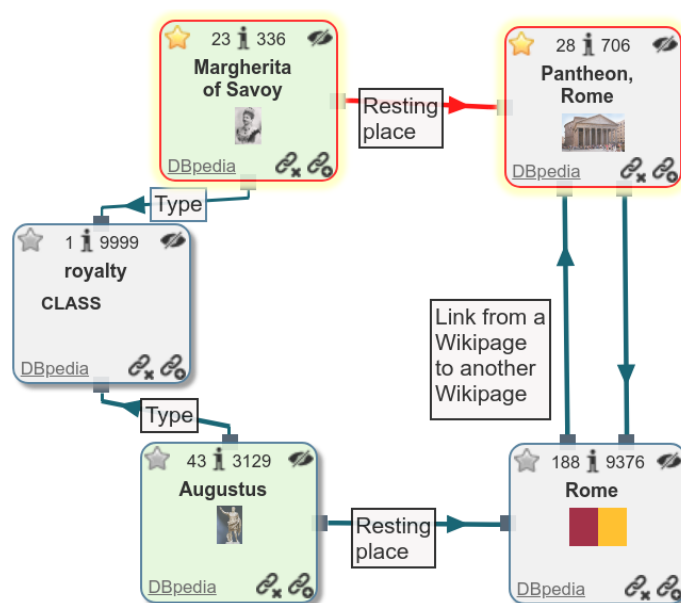 23 336
Margherita
of Savoy
DBpedia
Resting
place
28 706
Pantheon,
Rome
DBpedia
Type
1 9999
royalty
CLASS
DBpedia
Link from a
Wikipage
to another
Wikipage
Type
43 3129
Augustus
DBpedia
Resting
place
188 9376
Rome
DBpedia